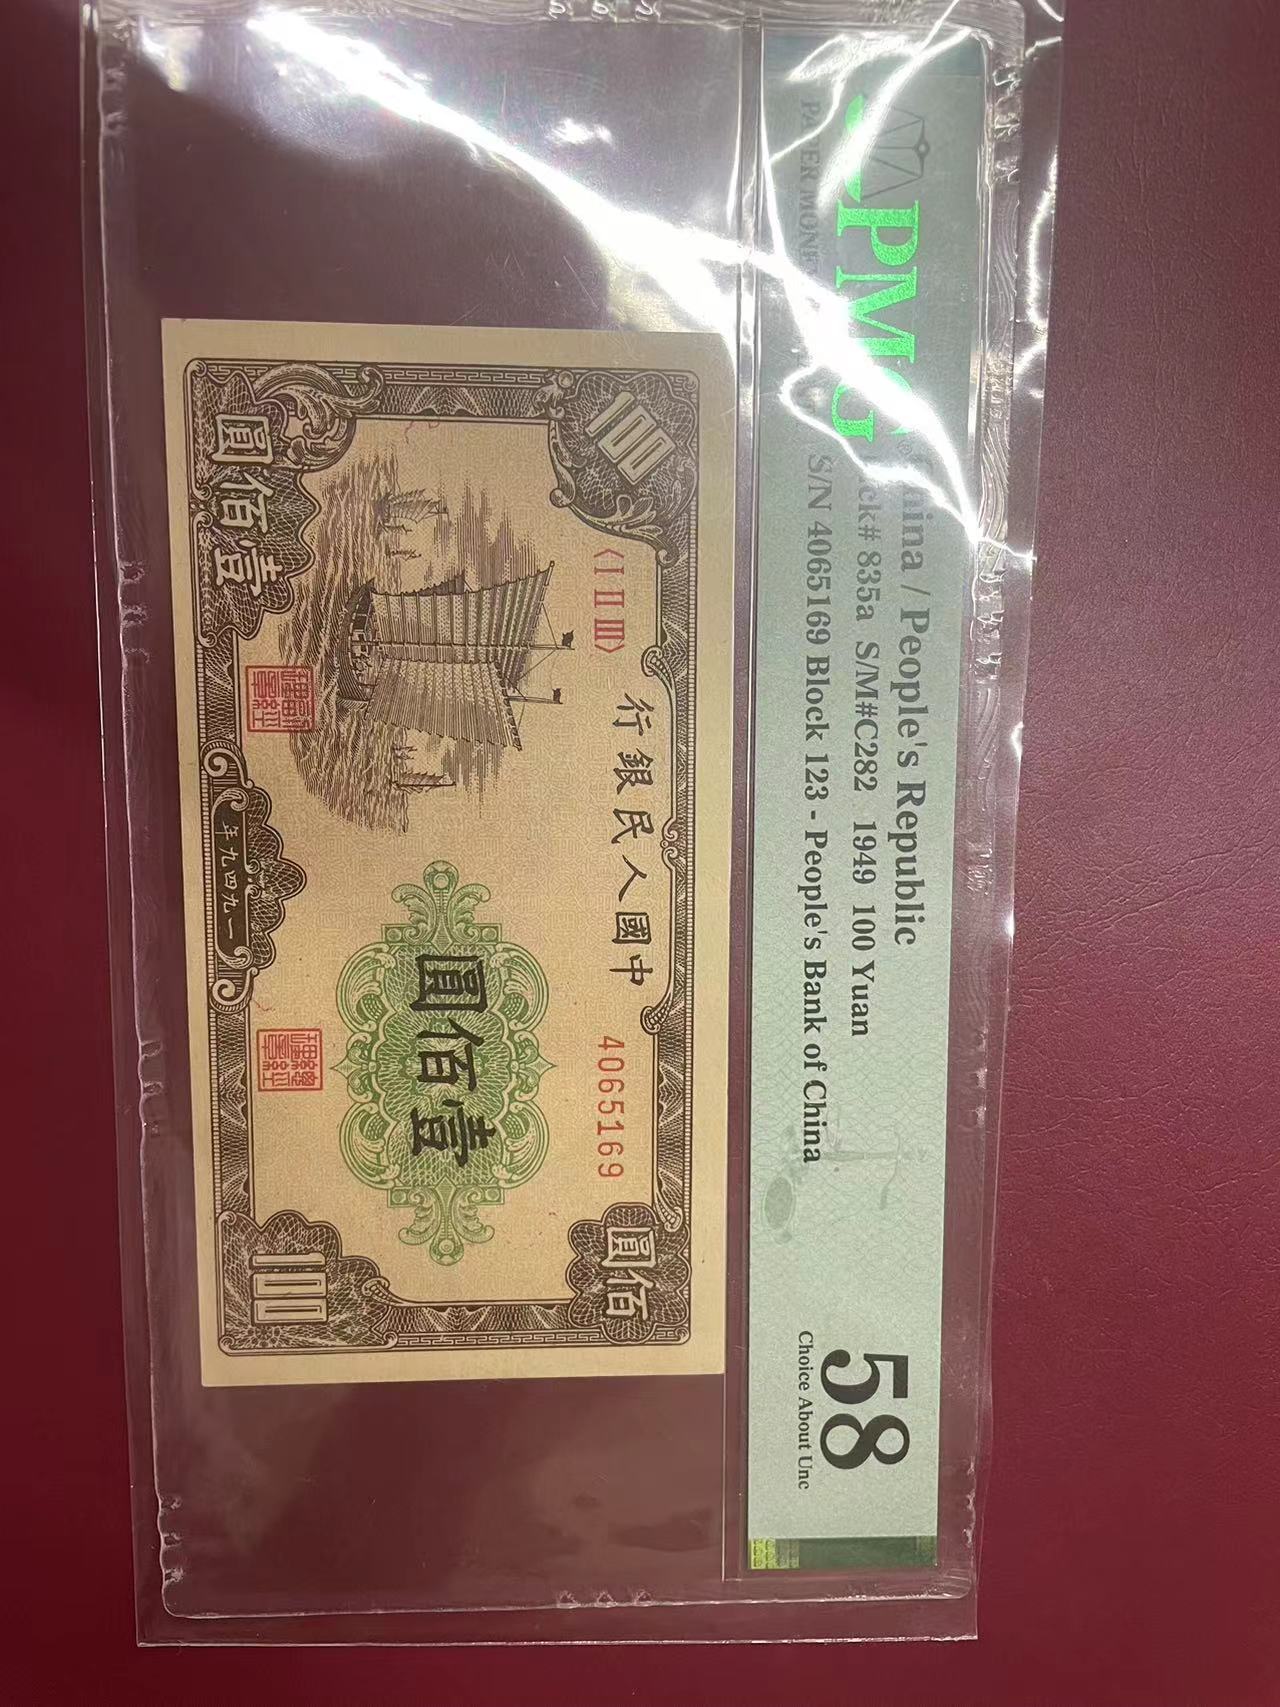 PMG
PAPER MONEY
China / People's Republic
Pick# 835a S/M#C282 1949 100 Yuan
S/N 4065169 Block 123 - People's Bank of China
58
Choice About Unc
100
佰圓
行銀民人國中
〈I II III〉
4065169
圓佰壹
圓佰壹
100
年九四九一